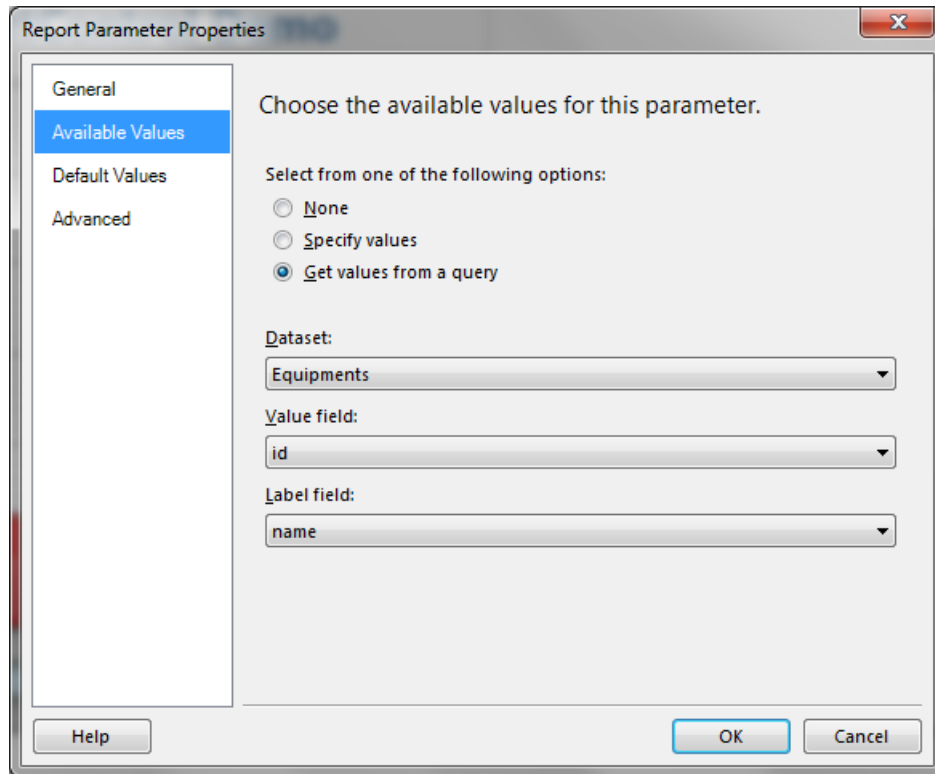 Report Parameter Properties
General
Available Values
Default Values
Advanced
Choose the available values for this parameter.
Select from one of the following options:
None
Specify values
Get values from a query
Dataset:
Equipments
Value field:
id
Label field:
name
Help
OK
Cancel